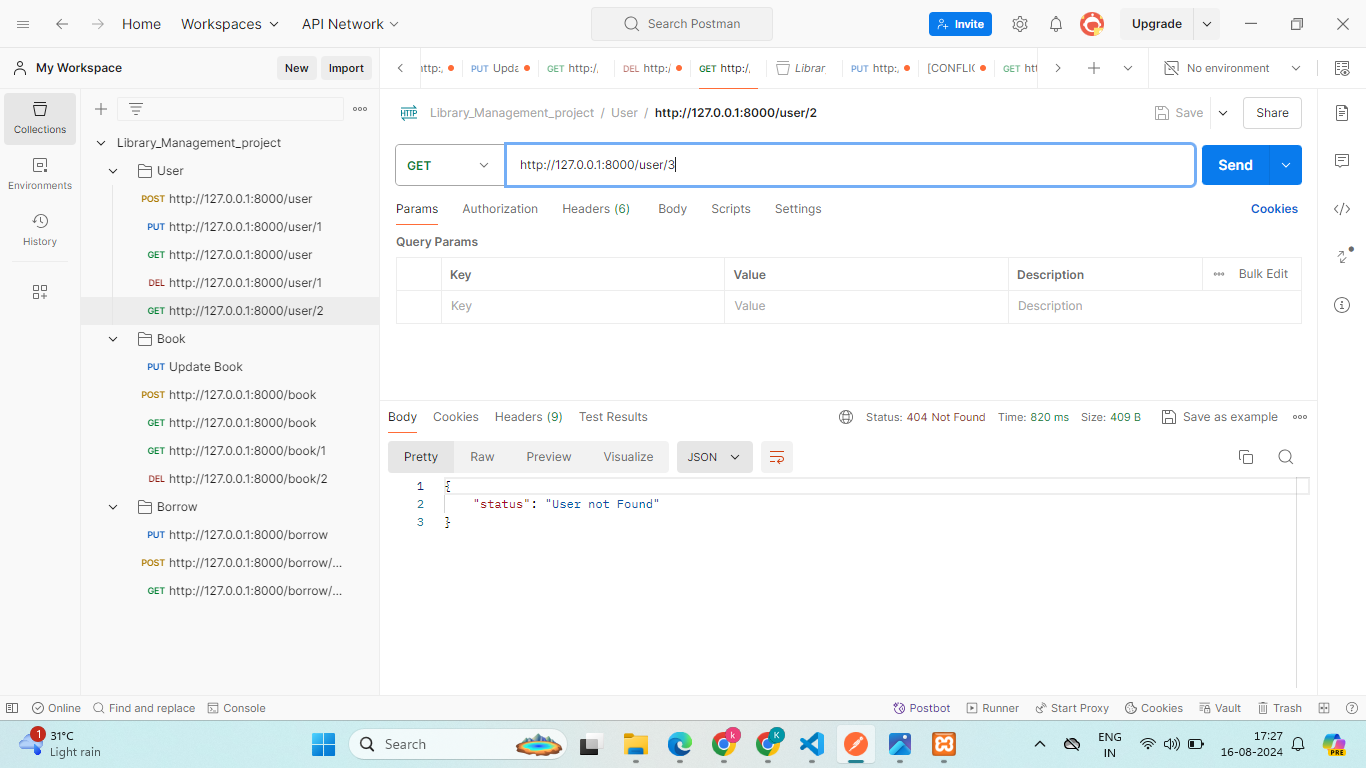 Home Workspaces API Network Search Postman Invite Upgrade
My Workspace New Import
PUT Upda GET http:/, DEL http:/ GET http:/, Librar PUT http:, [CONFLIC GET htt No environment
Collections
Environments
History
Library_Management_project
User
POST http://127.0.0.1:8000/user
PUT http://127.0.0.1:8000/user/1
GET http://127.0.0.1:8000/user
DEL http://127.0.0.1:8000/user/1
GET http://127.0.0.1:8000/user/2
Book
PUT Update Book
POST http://127.0.0.1:8000/book
GET http://127.0.0.1:8000/book
GET http://127.0.0.1:8000/book/1
DEL http://127.0.0.1:8000/book/2
Borrow
PUT http://127.0.0.1:8000/borrow
POST http://127.0.0.1:8000/borrow/...
GET http://127.0.0.1:8000/borrow/...
HTTP Library_Management_project / User / http://127.0.0.1:8000/user/2 Save Share
GET http://127.0.0.1:8000/user/3 Send
Params Authorization Headers (6) Body Scripts Settings Cookies
Query Params
Key Value Description Bulk Edit
Key Value Description
Body Cookies Headers (9) Test Results Status: 404 Not Found Time: 820 ms Size: 409 B Save as example
Pretty Raw Preview Visualize JSON
1 {
2 "status": "User not Found"
3 }
Online Find and replace Console Postbot Runner Start Proxy Cookies Vault Trash
1 31°C
Light rain
Search
k K
ENG
IN
17:27
16-08-2024
PRE